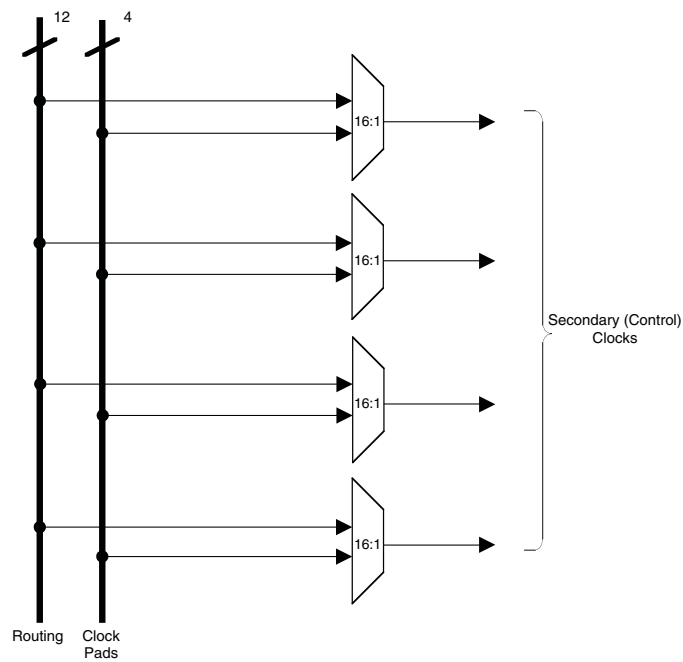 12
4
16:1
16:1
Secondary (Control)
Clocks
16:1
16:1
Routing
Clock
Pads